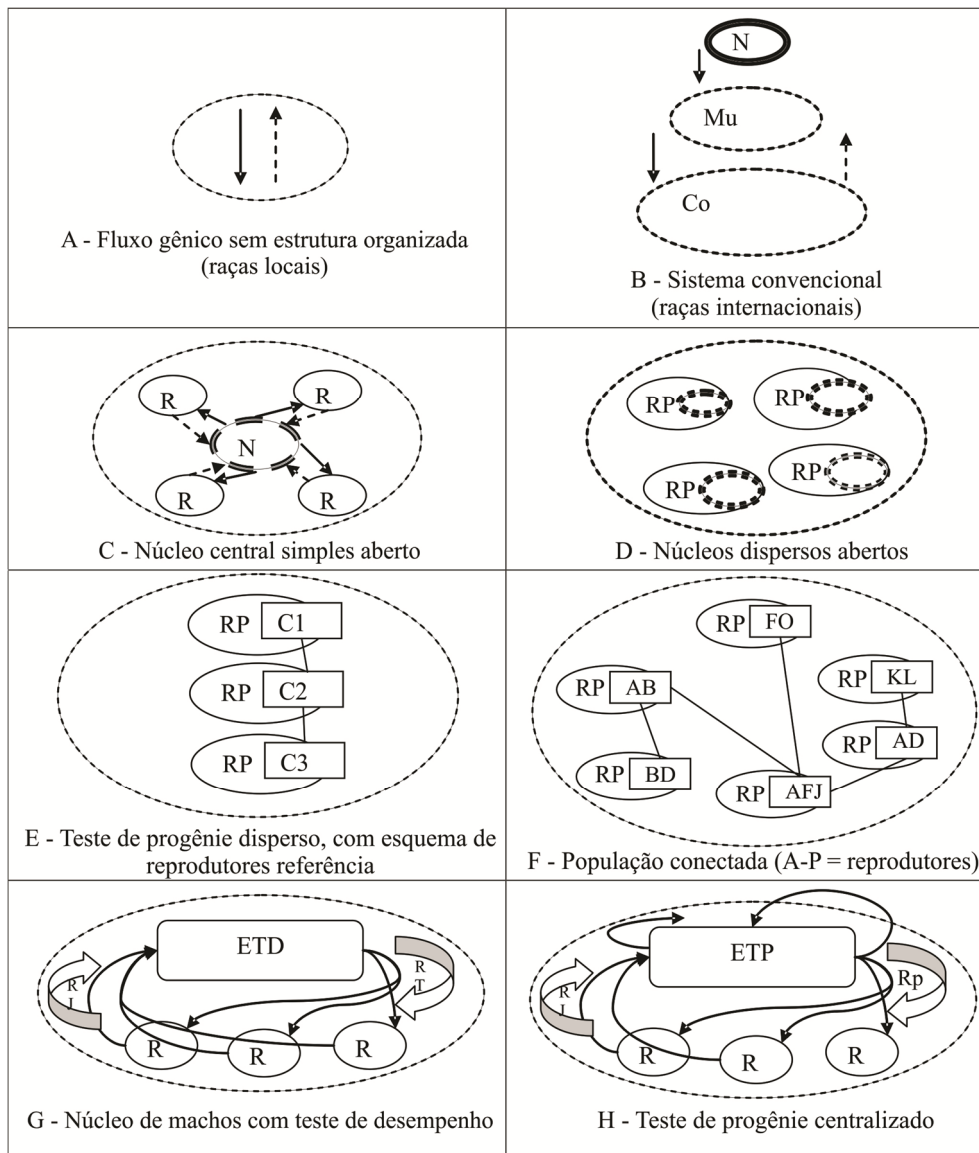 A - Fluxo gênico sem estrutura organizada
(raças locais)
N
Mu
Co
B - Sistema convencional
(raças internacionais)
R
R
N
R
R
C - Núcleo central simples aberto
RP
RP
RP
RP
D - Núcleos dispersos abertos
RP C1
RP C2
RP C3
E - Teste de progênie disperso, com esquema de
reprodutores referência
RP FO
RP AB
RP KL
RP AD
RP BD
RP AFJ
F - População conectada (A-P = reprodutores)
ETD
R
T
R
J
R
R
R
G - Núcleo de machos com teste de desempenho
ETP
Rp
R
J
R
R
R
H - Teste de progênie centralizado